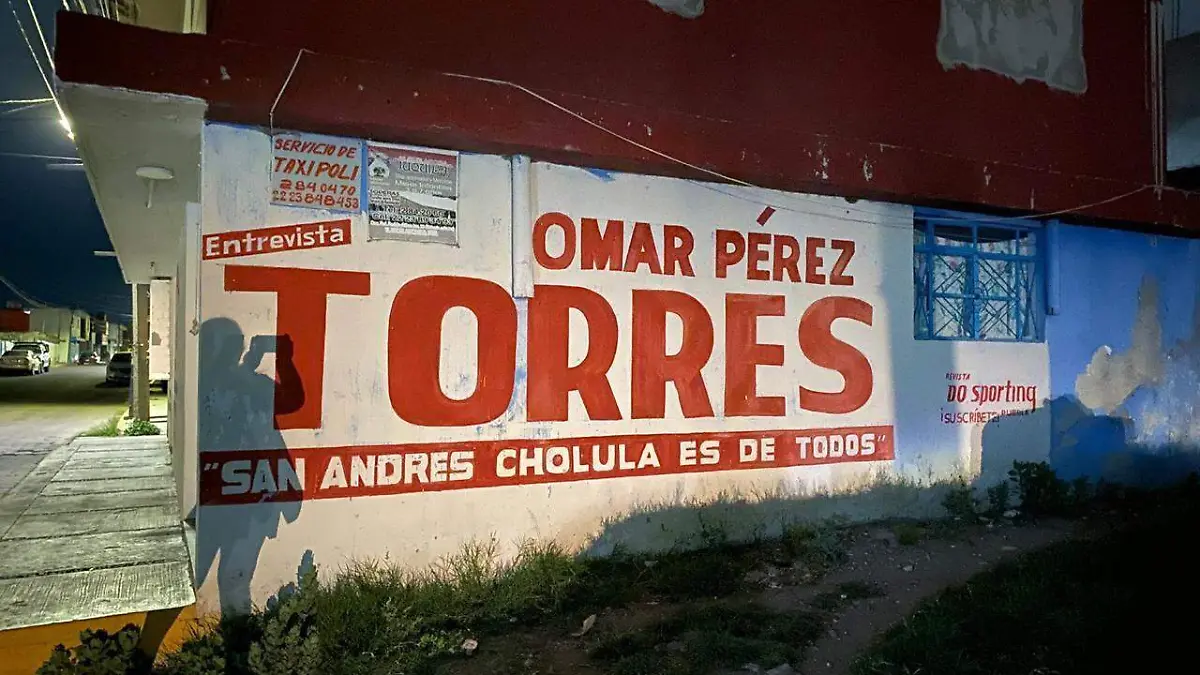 SERVICIO DE
TAXI POLI
2840470
2223848453
Entrevista
OMAR PÉREZ
TORRES
"SAN ANDRES CHOLULA ES DE TODOS"
REVISTA
DO sporting
¡SUSCRÍBETE!